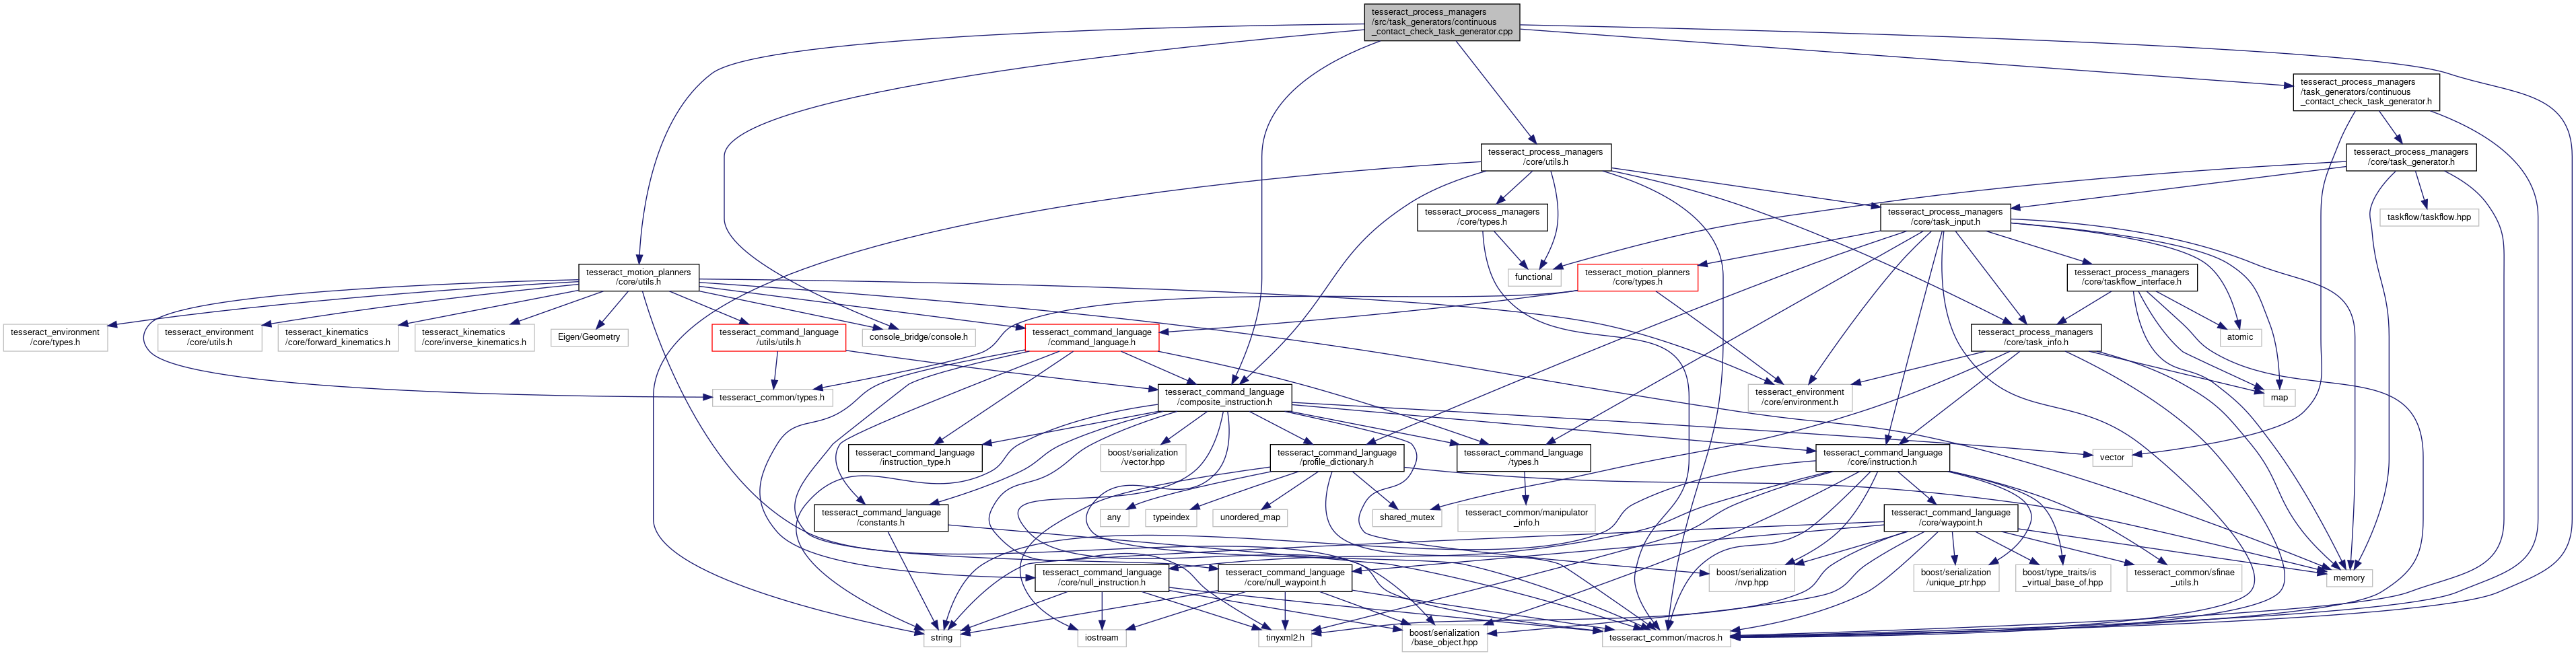 tesseract_process_managers
/src/task_generators/continuous
_contact_check_task_generator.cpp
tesseract_process_managers
/task_generators/continuous
_contact_check_task_generator.h
tesseract_process_managers
/core/utils.h
tesseract_process_managers
/core/task_generator.h
tesseract_process_managers
/core/types.h
tesseract_process_managers
/core/task_input.h
taskflow/taskflow.hpp
tesseract_motion_planners
/core/utils.h
functional
tesseract_motion_planners
/core/types.h
tesseract_process_managers
/core/taskflow_interface.h
tesseract_environment
/core/types.h
tesseract_environment
/core/utils.h
tesseract_kinematics
/core/forward_kinematics.h
tesseract_kinematics
/core/inverse_kinematics.h
Eigen/Geometry
tesseract_command_language
/utils/utils.h
console_bridge/console.h
tesseract_command_language
/command_language.h
tesseract_process_managers
/core/task_info.h
atomic
tesseract_common/types.h
tesseract_command_language
/composite_instruction.h
tesseract_environment
/core/environment.h
map
tesseract_command_language
/instruction_type.h
boost/serialization
/vector.hpp
tesseract_command_language
/profile_dictionary.h
tesseract_command_language
/types.h
tesseract_command_language
/core/instruction.h
vector
tesseract_command_language
/constants.h
any
typeindex
unordered_map
shared_mutex
tesseract_common/manipulator
_info.h
tesseract_command_language
/core/waypoint.h
tesseract_command_language
/core/null_instruction.h
tesseract_command_language
/core/null_waypoint.h
boost/serialization
/nvp.hpp
boost/serialization
/unique_ptr.hpp
boost/type_traits/is
_virtual_base_of.hpp
tesseract_common/sfinae
_utils.h
memory
string
iostream
tinyxml2.h
boost/serialization
/base_object.hpp
tesseract_common/macros.h